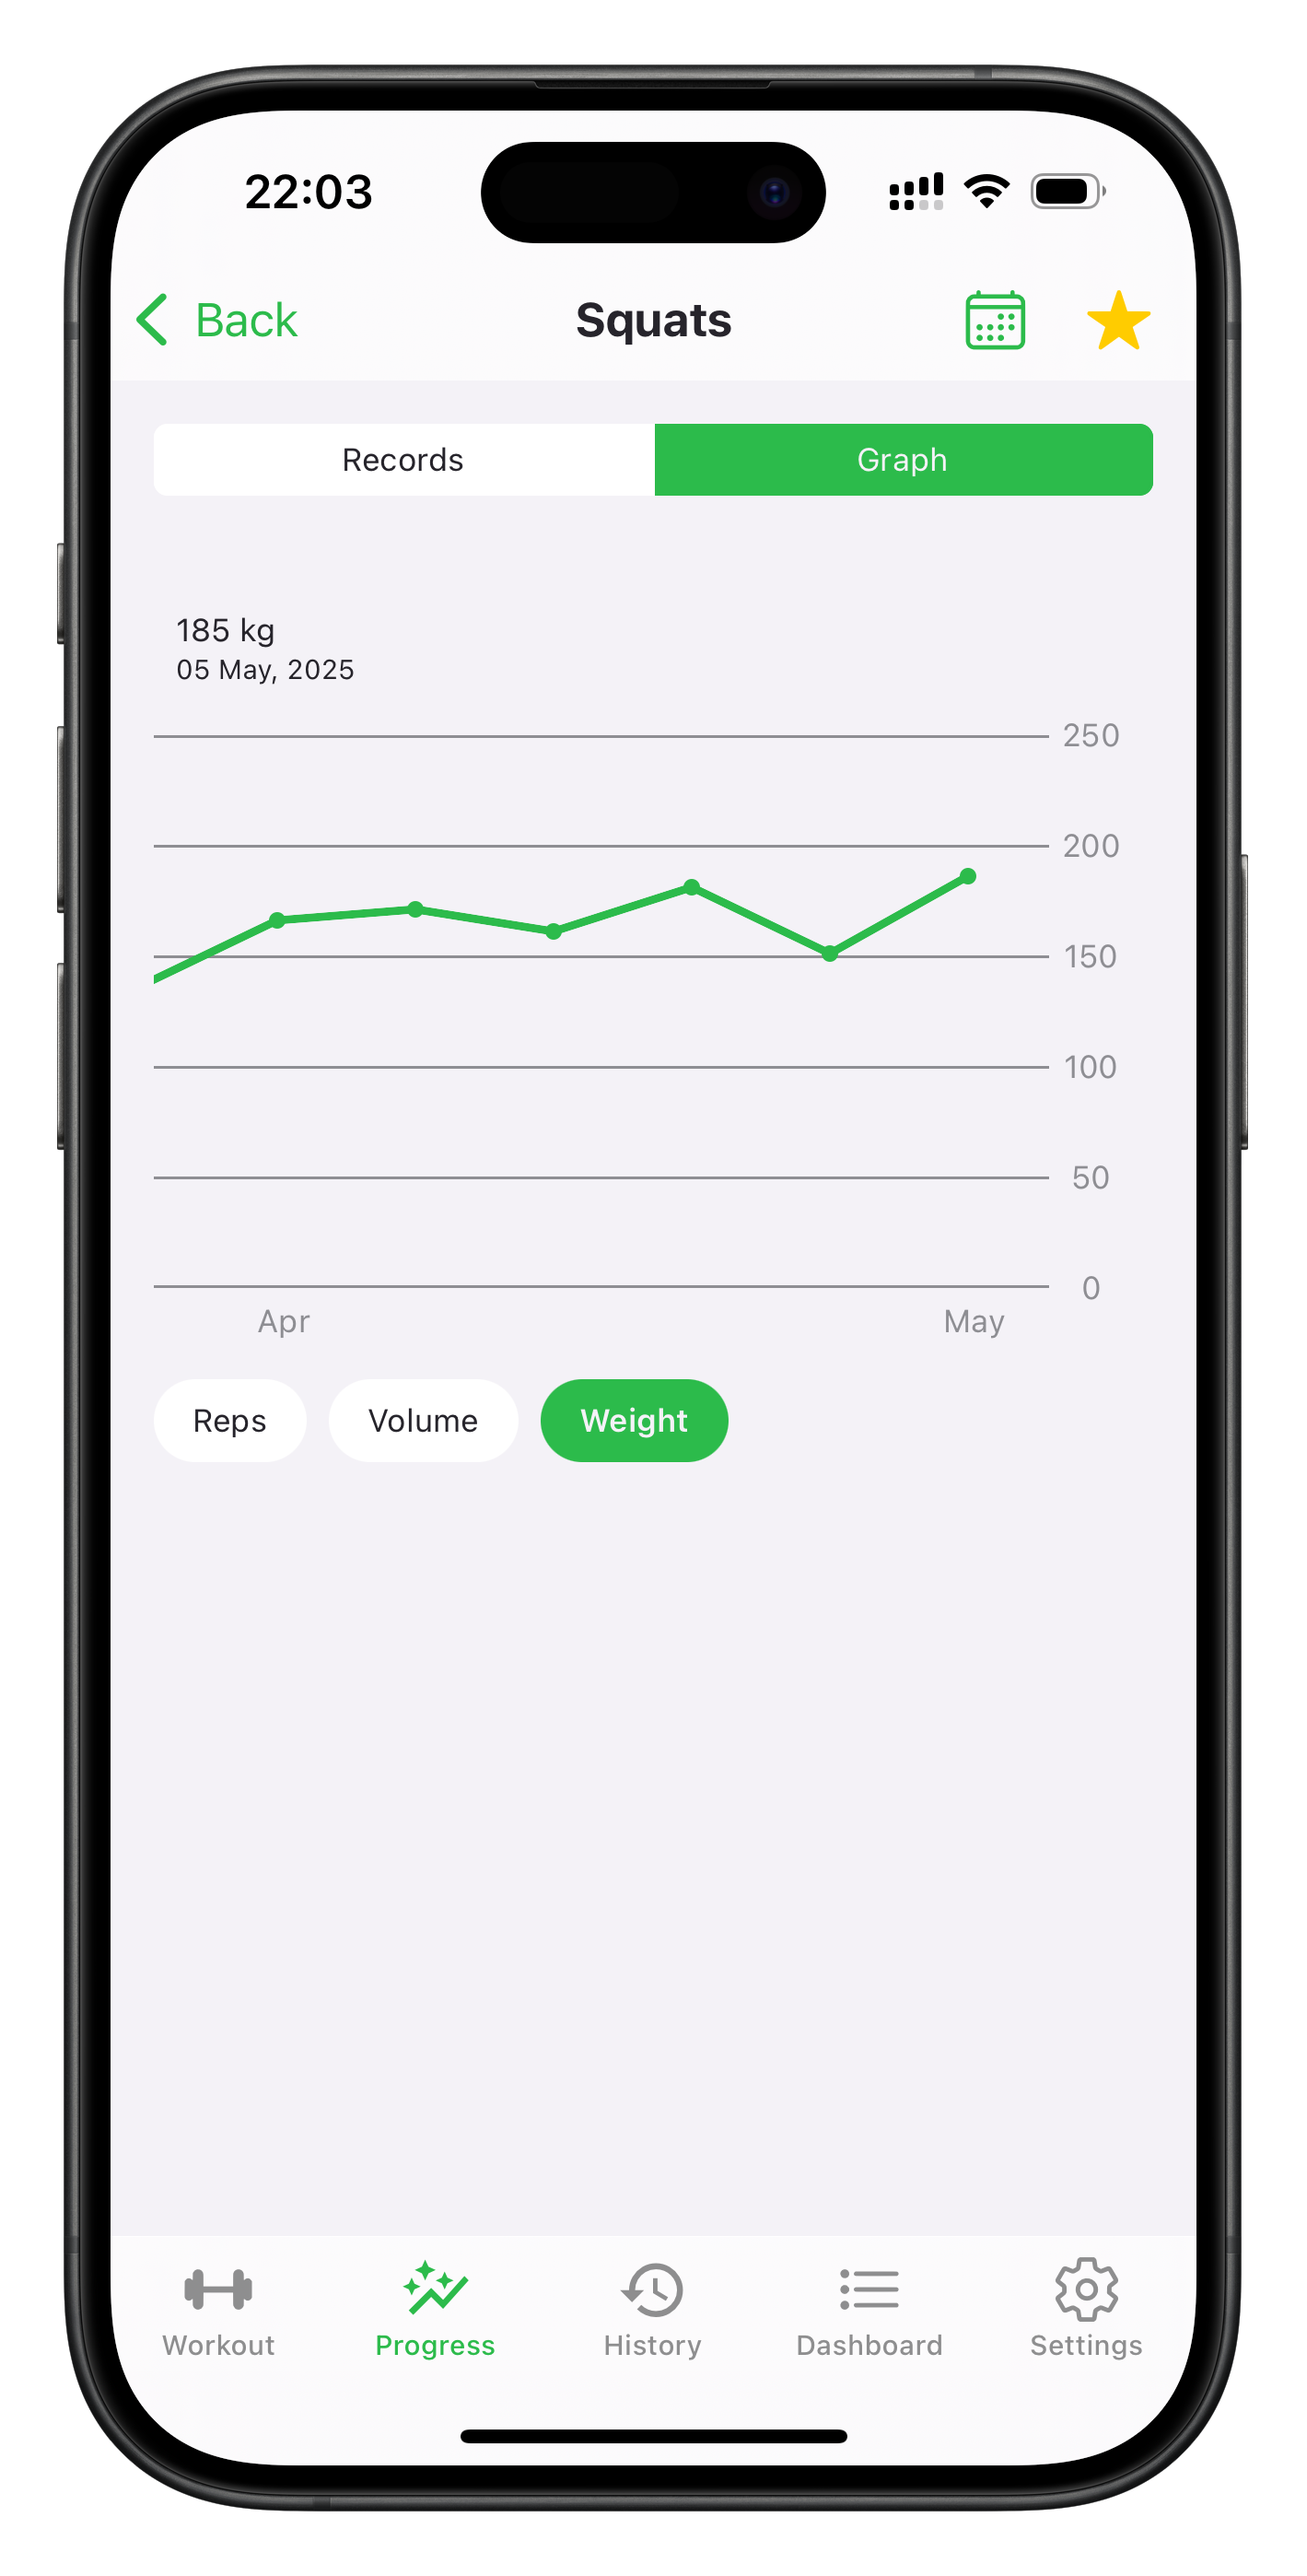 22:03
Back
Squats
Records
Graph
185 kg
05 May, 2025
250
200
150
100
50
0
Apr
May
Reps
Volume
Weight
Workout
Progress
History
Dashboard
Settings